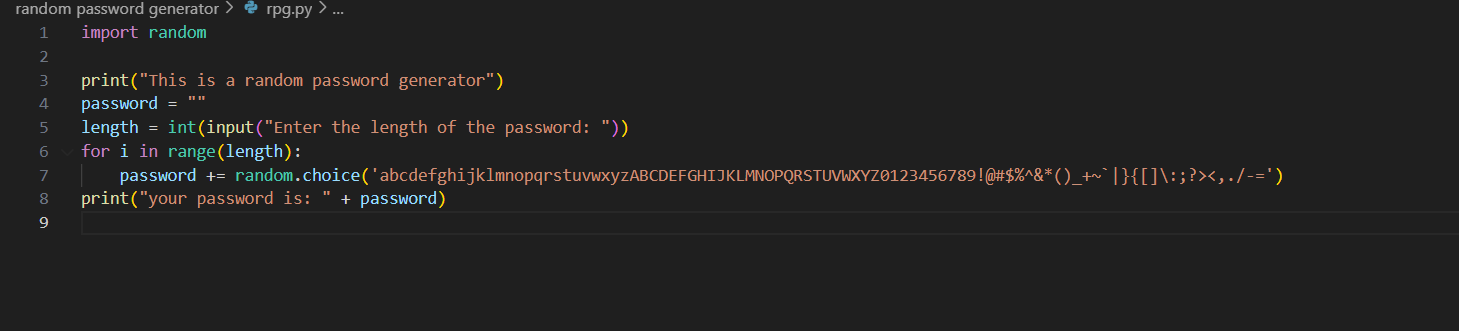 random password generator > rpg.py > ...
1 import random
2
3 print("This is a random password generator")
4 password = ""
5 length = int(input("Enter the length of the password: "))
6 for i in range(length):
7     password += random.choice('abcdefghijklmnopqrstuvwxyzABCDEFGHIJKLMNOPQRSTUVWXYZ0123456789!@#$%^&*()_+~`|}{[]\:;?><,./-=')
8 print("your password is: " + password)
9